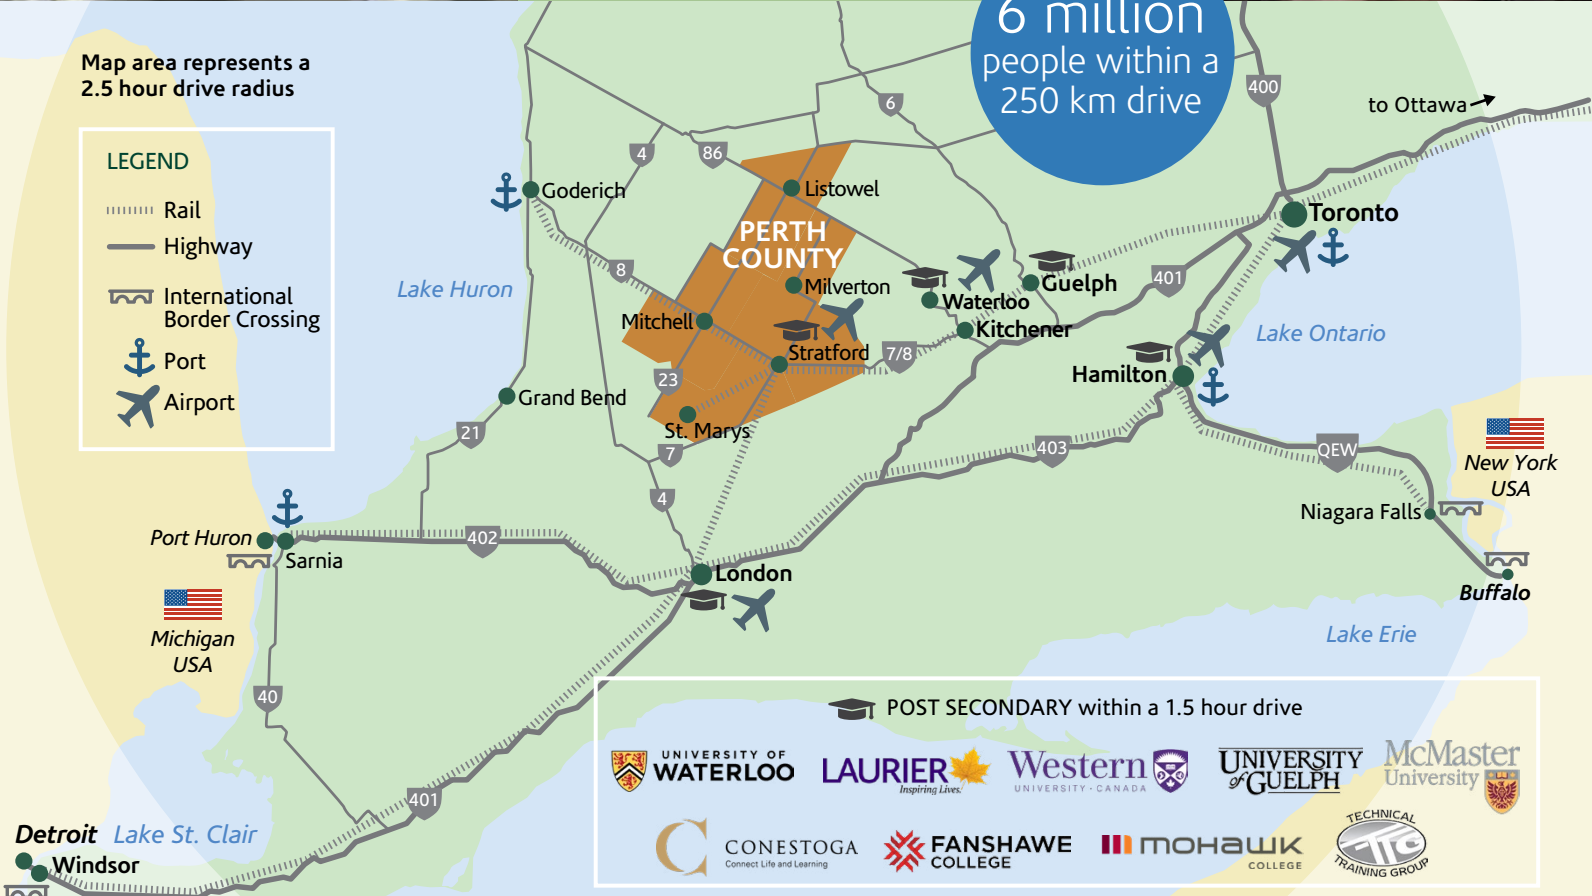 6 million
people within a
250 km drive
Map area represents a
2.5 hour drive radius
LEGEND
Rail
Highway
International
Border Crossing
Port
Airport
400
to Ottawa
6
4
86
Goderich
Listowel
Toronto
PERTH
COUNTY
8
Lake Huron
Milverton
Waterloo
Guelph
401
Mitchell
Kitchener
Lake Ontario
Stratford
7/8
Hamilton
23
Grand Bend
St. Marys
21
7
403
QEW
New York
USA
4
Niagara Falls
Port Huron
Sarnia
402
London
Buffalo
Michigan
USA
Lake Erie
40
401
Detroit
Lake St. Clair
Windsor
POST SECONDARY within a 1.5 hour drive
UNIVERSITY OF
WATERLOO
LAURIER
Inspiring Lives.
Western
UNIVERSITY · CANADA
UNIVERSITY
of GUELPH
McMaster
University
C
CONESTOGA
Connect Life and Learning
FANSHAWE
COLLEGE
mohawk
COLLEGE
TECHNICAL
TTG
TRAINING GROUP